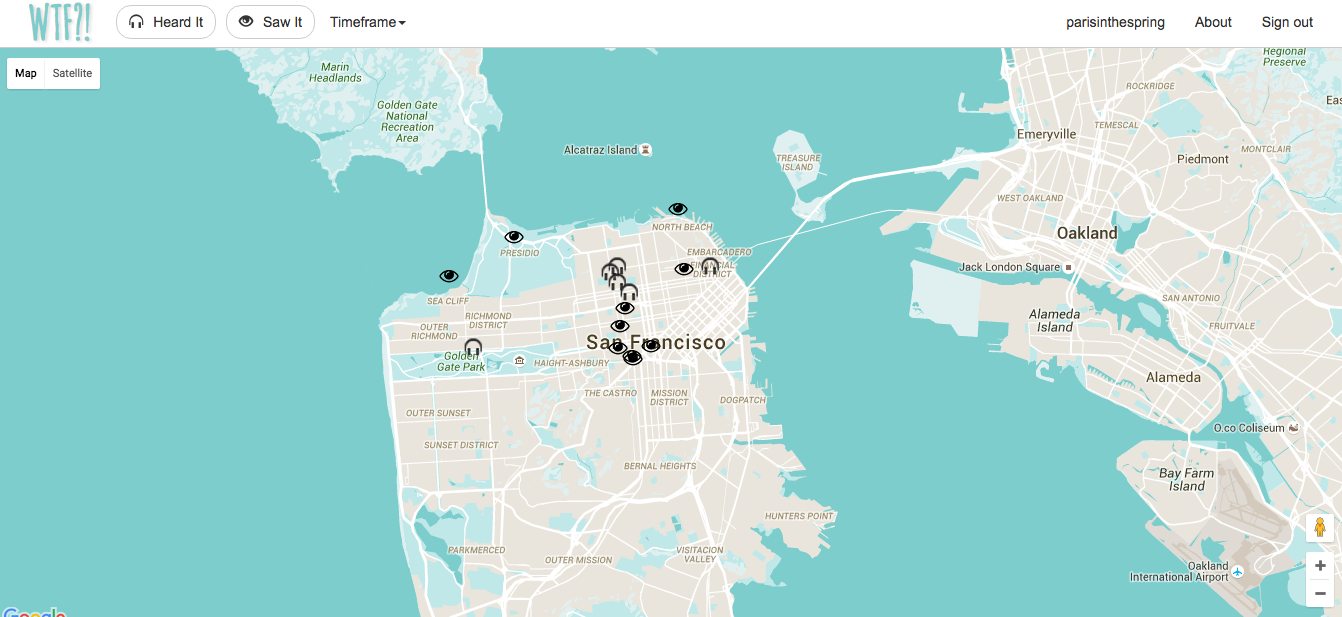 WTF?!
Heard It
Saw It
Timeframe
parisinthespring
About
Sign out
Map
Satellite
Marin
Headlands
Golden Gate
National
Recreation
Area
Alcatraz Island
TREASURE
ISLAND
Regional
Preserve
ROCKRIDGE
Eas
Emeryville
TEMESCAL
MONTCLAIR
Piedmont
WEST OAKLAND
Oakland
Jack London Square
SAN ANTONIO
Alameda
Island
FRUITVALE
Alameda
O.co Coliseum
Bay Farm
Island
Oakland
International Airport
NORTH BEACH
PRESIDIO
EMBARCADERO
FINANCIAL
DISTRICT
SEA CLIFF
RICHMOND
DISTRICT
OUTER
RICHMOND
San Francisco
Golden
Gate Park
HAIGHT-ASHBURY
THE CASTRO
MISSION
DISTRICT
DOGPATCH
OUTER SUNSET
SUNSET DISTRICT
BERNAL HEIGHTS
HUNTERS POINT
PARKMERCED
OUTER MISSION
VISITACION
VALLEY
Google